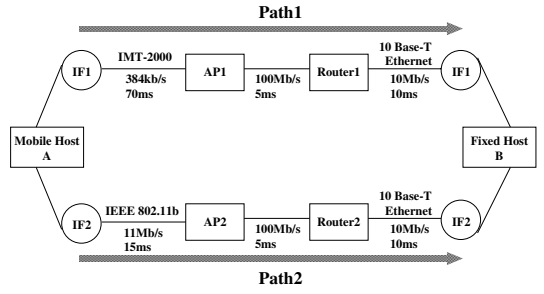 Path1
IF1
IMT-2000
384kb/s
70ms
AP1
100Mb/s
5ms
Router1
10 Base-T
Ethernet
10Mb/s
10ms
IF1
Mobile Host
A
Fixed Host
B
IF2
IEEE 802.11b
11Mb/s
15ms
AP2
100Mb/s
5ms
Router2
10 Base-T
Ethernet
10Mb/s
10ms
IF2
Path2